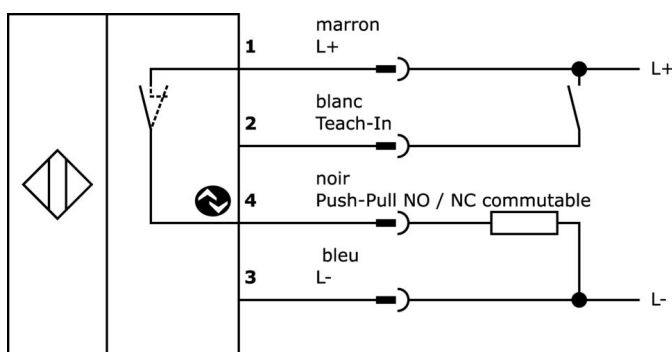 marron
1 L+ L+
blanc
2 Teach-In
noir
4 Push-Pull NO / NC commutable
bleu
3 L- L-